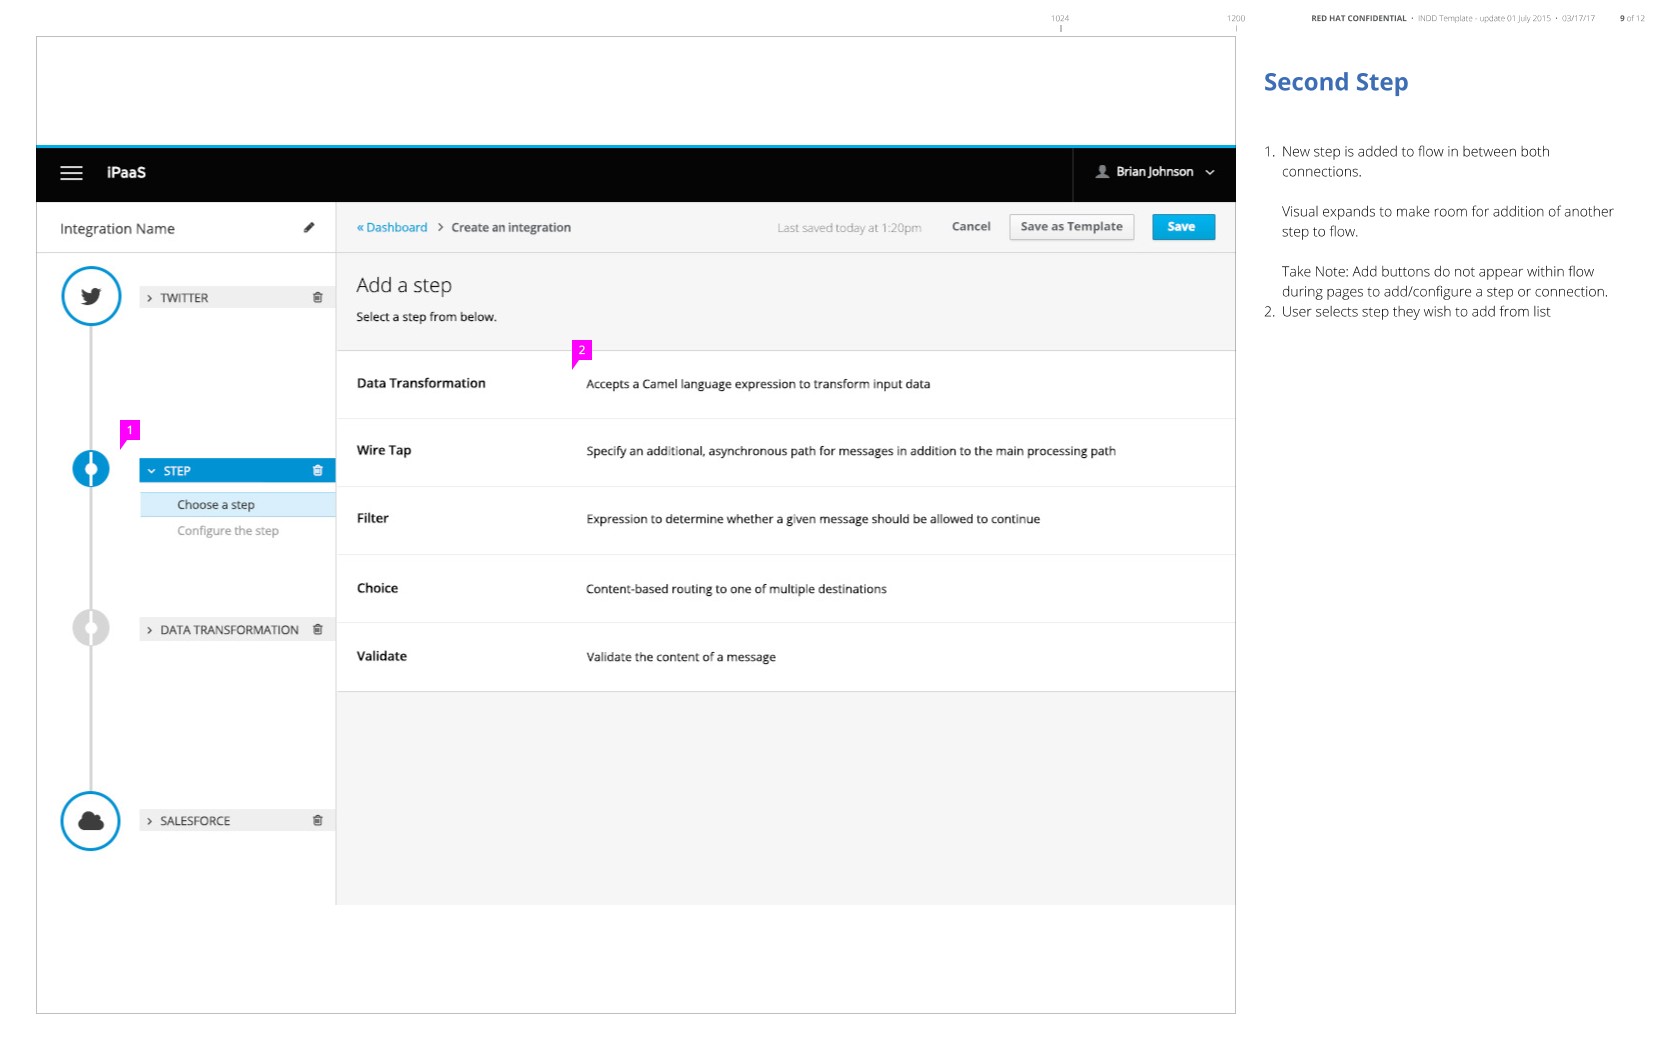 1024
1200
RED HAT CONFIDENTIAL • INOD Template - update 01 July 2015 • 03/17/17 9 of 12
Second Step
1. New step is added to flow in between both
connections.
Visual expands to make room for addition of another
step to flow.
Take Note: Add buttons do not appear within flow
during pages to add/configure a step or connection.
2. User selects step they wish to add from list
iPaaS
Brian Johnson
Integration Name
« Dashboard > Create an integration
Last saved today at 1:20pm
Cancel
Save as Template
Save
TWITTER
1
STEP
Choose a step
Configure the step
DATA TRANSFORMATION
SALESFORCE
Add a step
Select a step from below.
2
Data Transformation Accepts a Camel language expression to transform input data
Wire Tap Specify an additional, asynchronous path for messages in addition to the main processing path
Filter Expression to determine whether a given message should be allowed to continue
Choice Content-based routing to one of multiple destinations
Validate Validate the content of a message